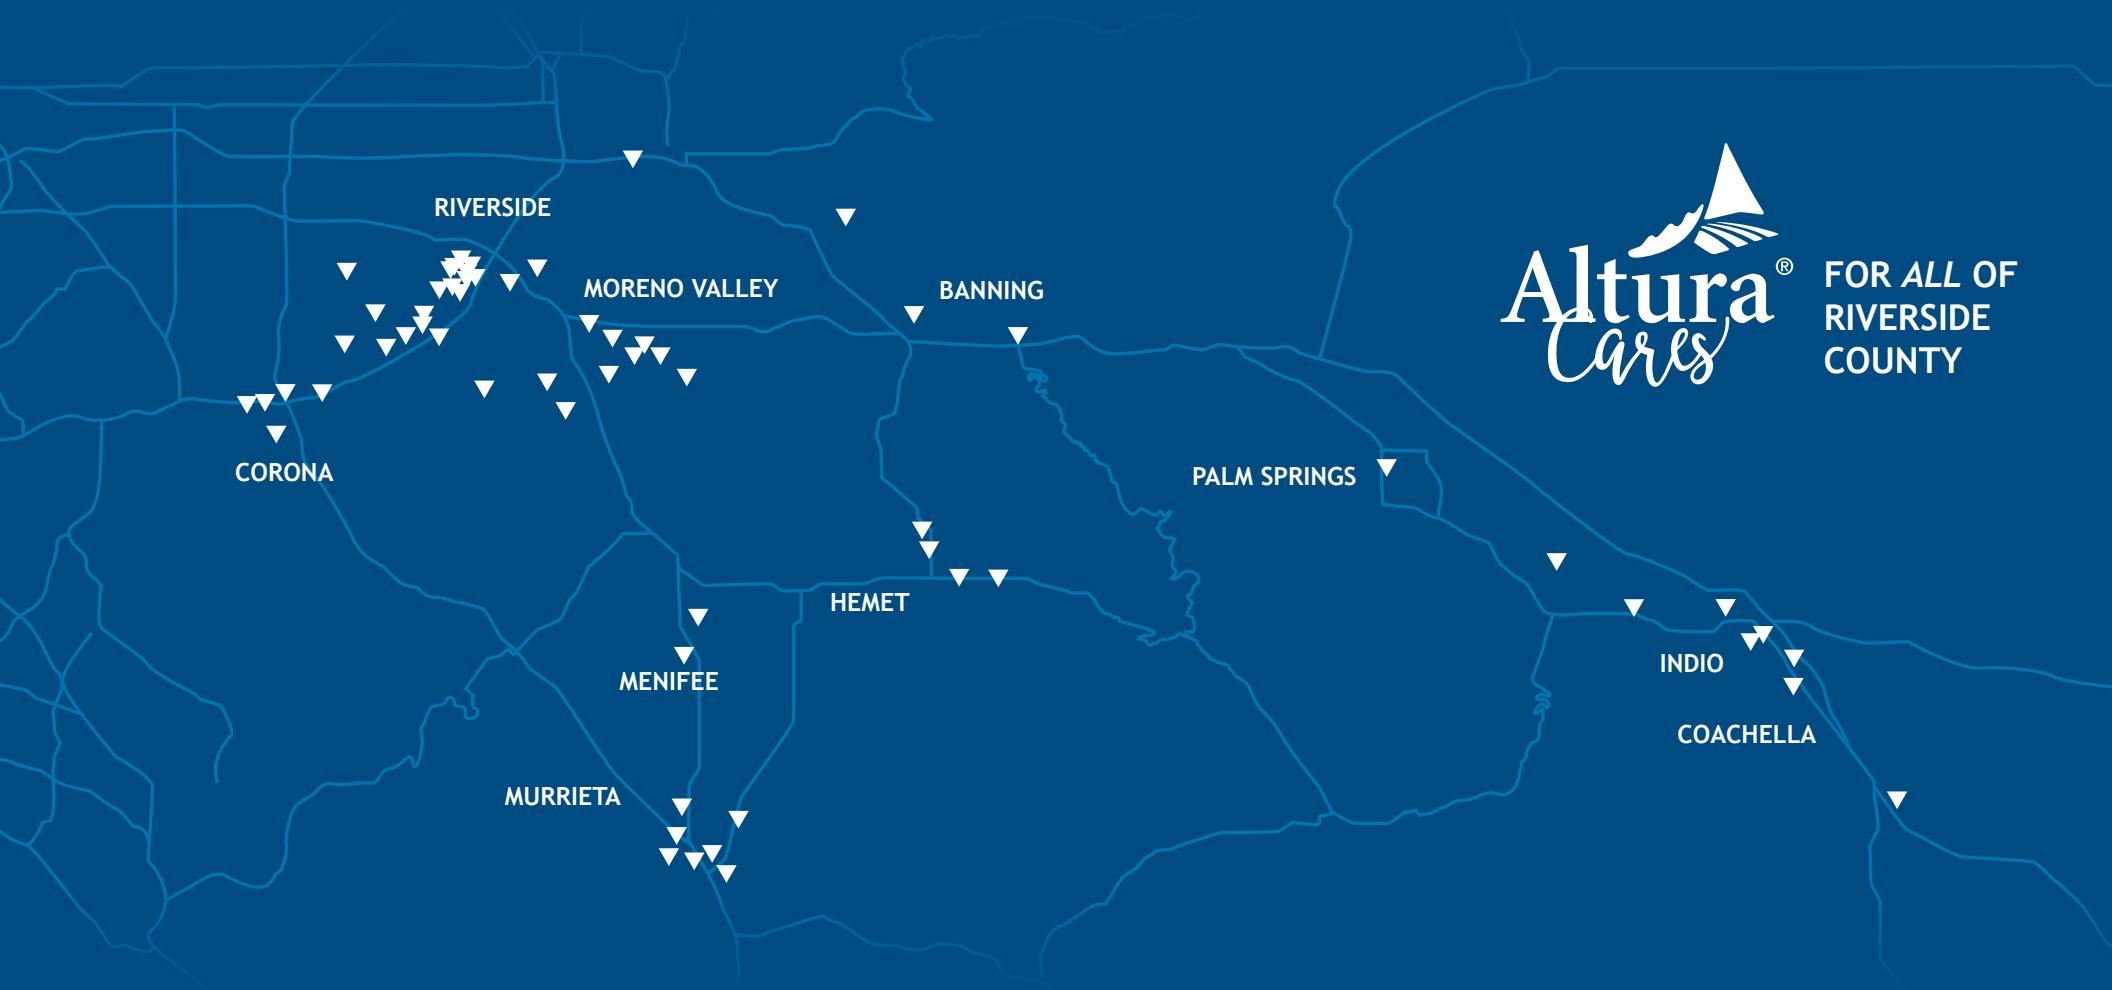 RIVERSIDE
MORENO VALLEY
BANNING
Altura®
Cares
FOR ALL OF
RIVERSIDE
COUNTY
CORONA
PALM SPRINGS
HEMET
MENIFEE
INDIO
COACHELLA
MURRIETA